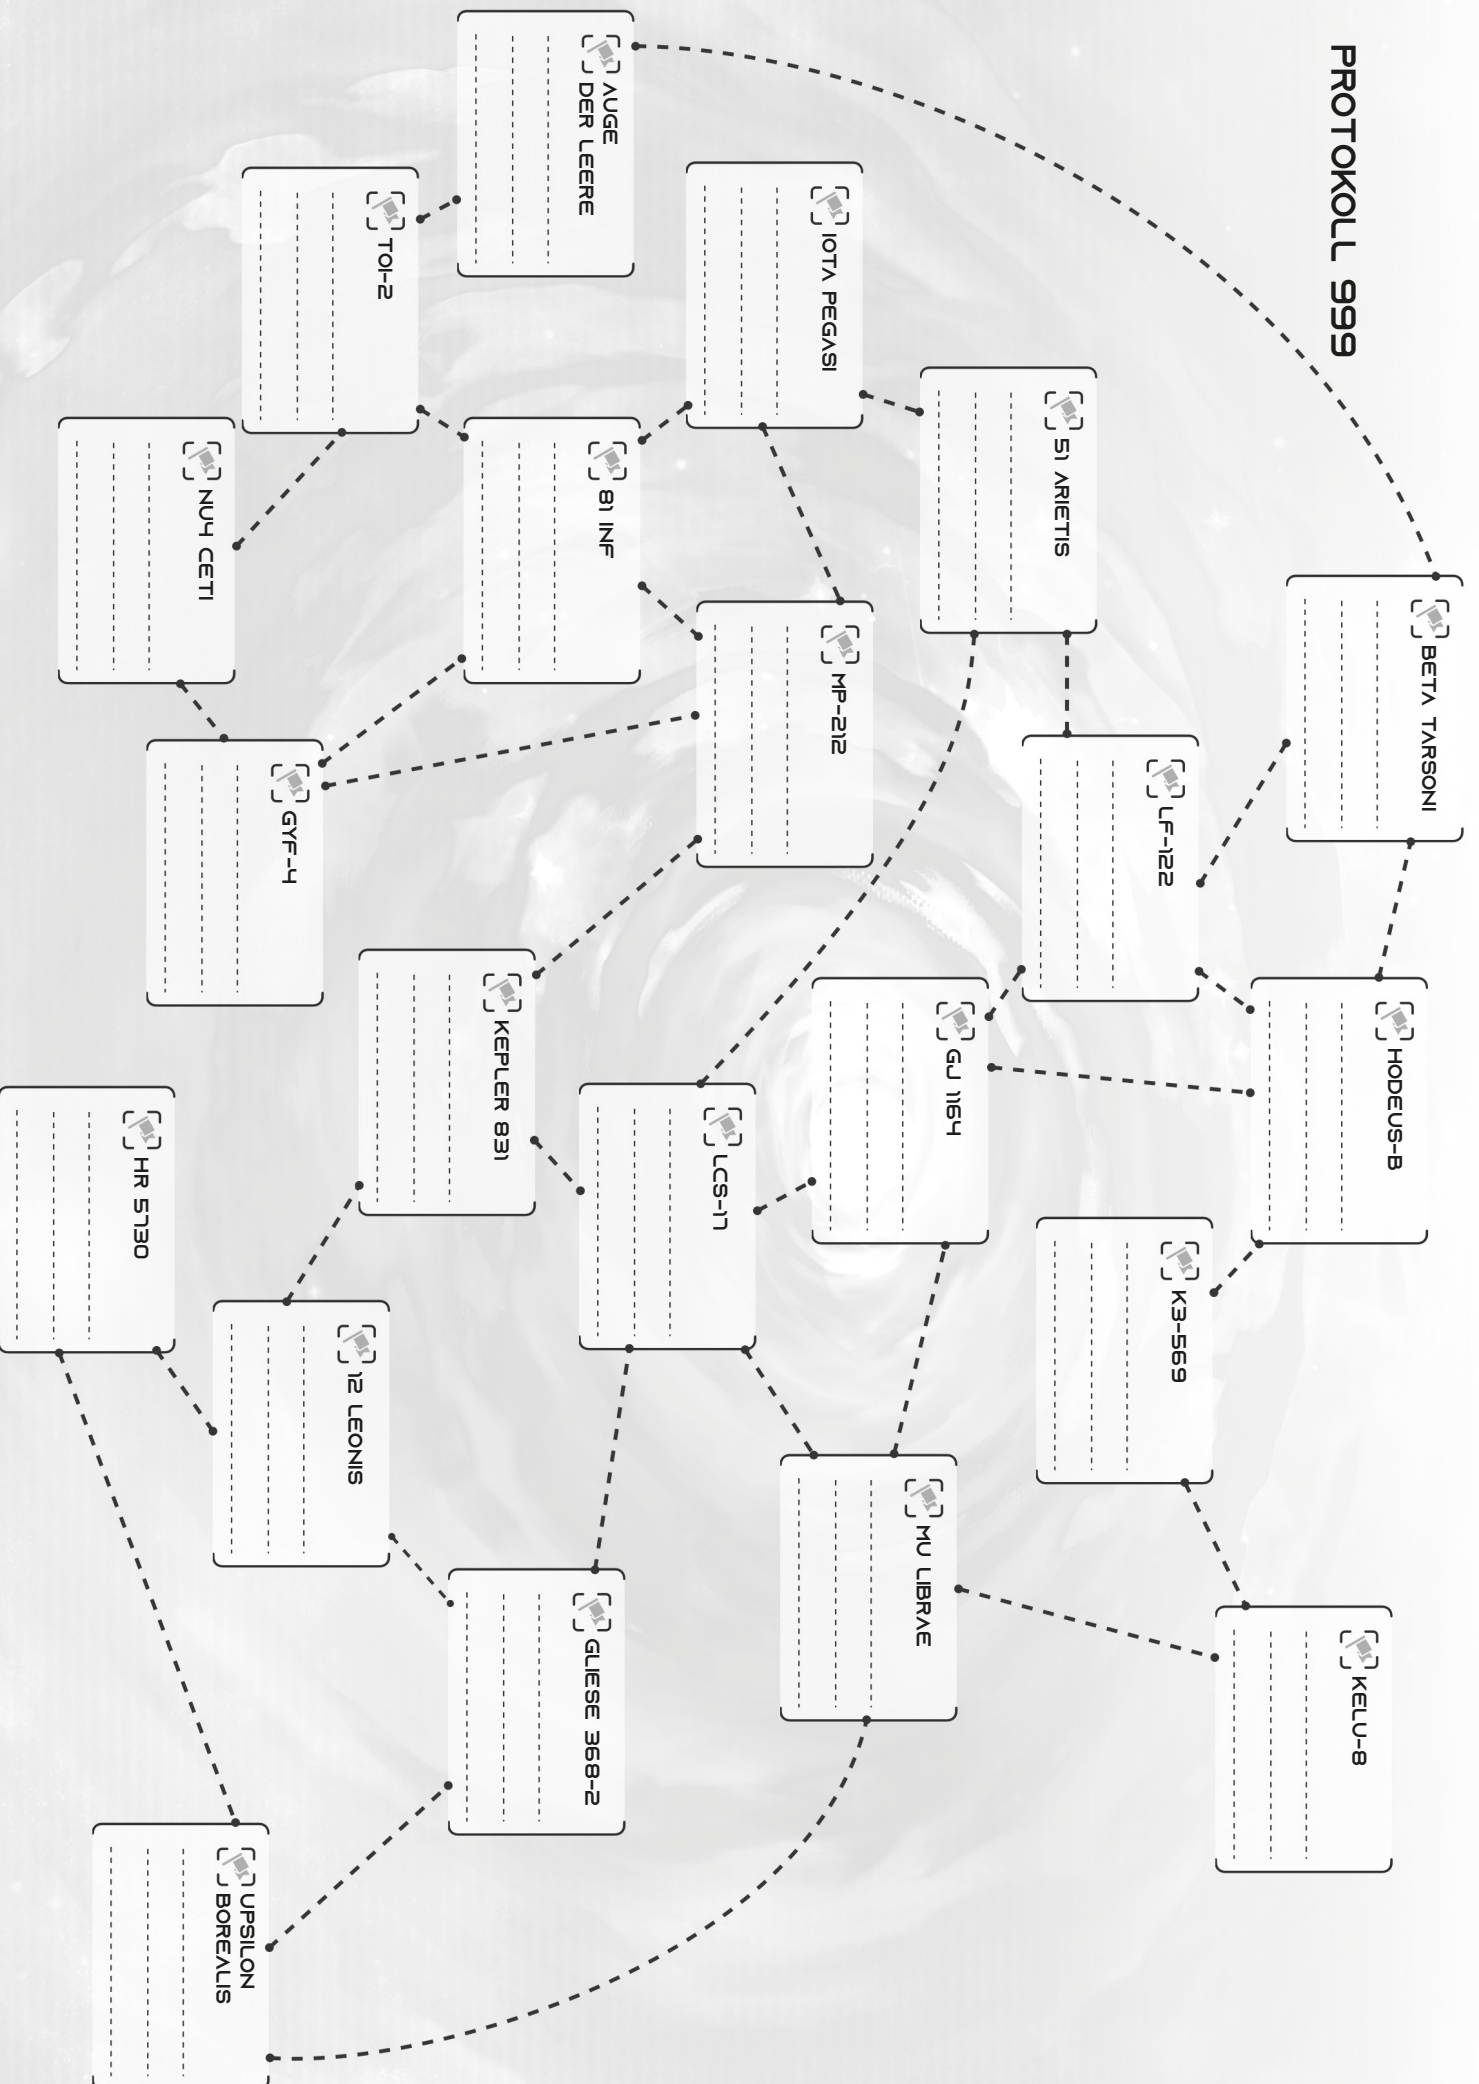 PROTOKOLL 999
BETA TARSONI
HODEUS-B
KELU-8
LF-122
K3-569
51 ARIETIS
GJ 1164
MU LIBRAE
IOTA PEGASI
MP-212
LCS-17
AUGE
DER LEERE
81 INF
KEPLER 831
GLIESE 368-2
TOI-2
GYF-4
12 LEONIS
NU4 CETI
HR 5730
UPSILON
BOREALIS